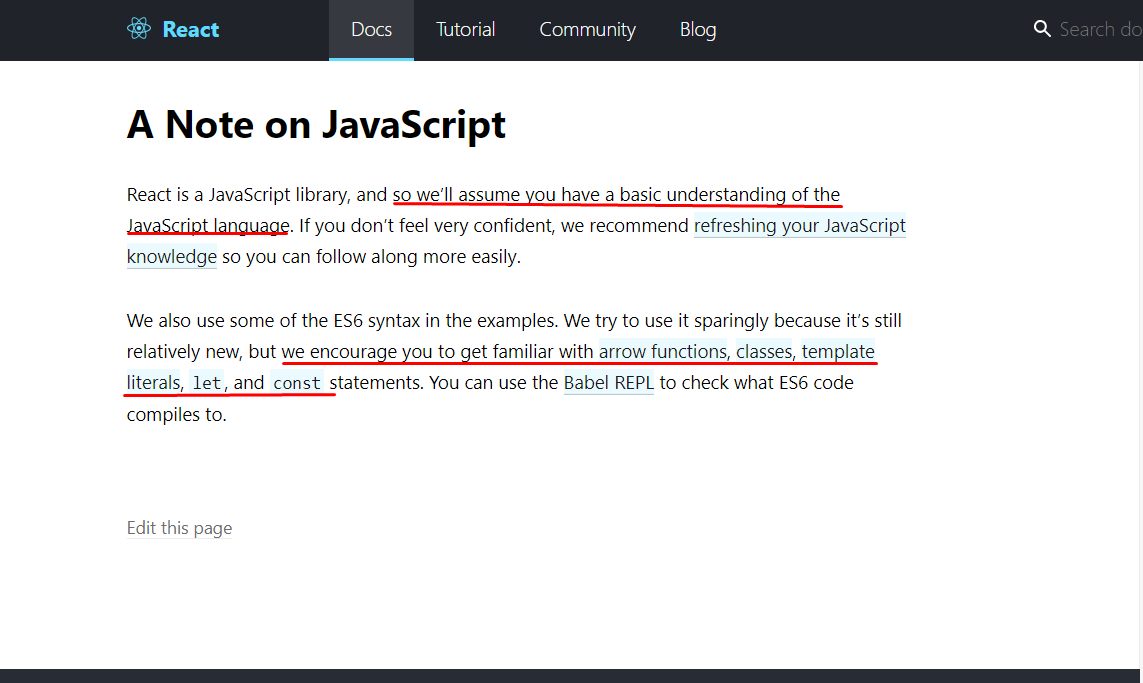 React Docs Tutorial Community Blog Search do
A Note on JavaScript
React is a JavaScript library, and so we’ll assume you have a basic understanding of the
JavaScript language. If you don’t feel very confident, we recommend refreshing your JavaScript
knowledge so you can follow along more easily.
We also use some of the ES6 syntax in the examples. We try to use it sparingly because it’s still
relatively new, but we encourage you to get familiar with arrow functions, classes, template
literals, let, and const statements. You can use the Babel REPL to check what ES6 code
compiles to.
Edit this page